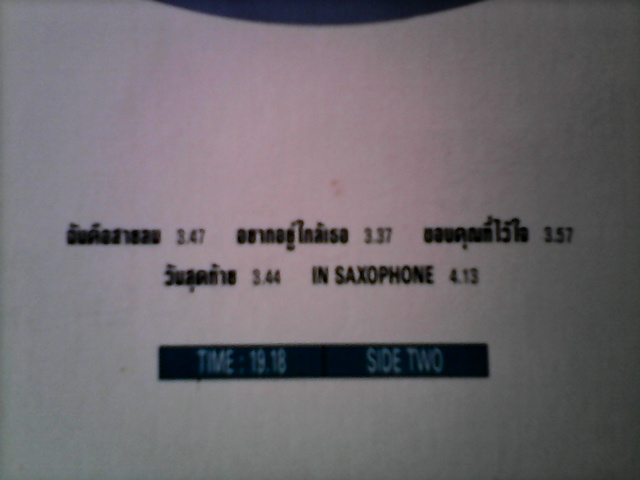 ฉันคือสายลม 3.47 อยากอยู่ใกล้เธอ 3.37 ขอบคุณที่ไว้ใจ 3.57
วันสุดท้าย 3.44 IN SAXOPHONE 4.13
TIME : 19.18 SIDE TWO